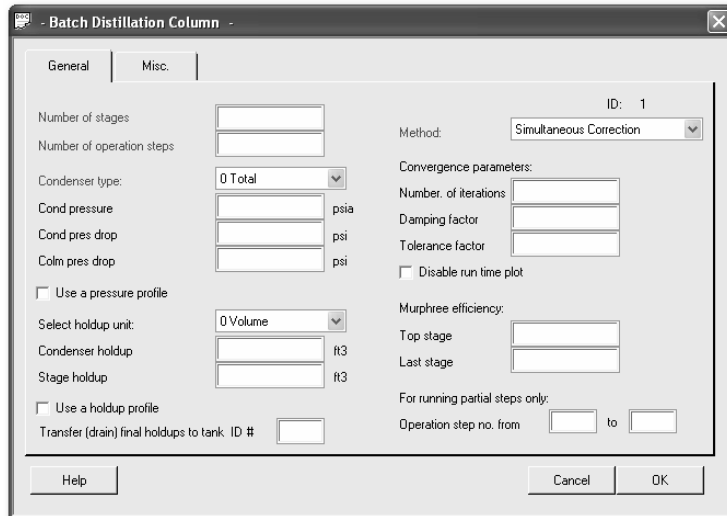 - Batch Distillation Column -
General
Misc.
ID: 1
Number of stages
Number of operation steps
Condenser type: 0 Total
Cond pressure psia
Cond pres drop psi
Colm pres drop psi
Use a pressure profile
Select holdup unit: 0 Volume
Condenser holdup ft3
Stage holdup ft3
Use a holdup profile
Transfer (drain) final holdups to tank ID #
Method: Simultaneous Correction
Convergence parameters:
Number. of iterations
Damping factor
Tolerance factor
Disable run time plot
Murphree efficiency:
Top stage
Last stage
For running partial steps only:
Operation step no. from to
Help
Cancel
OK